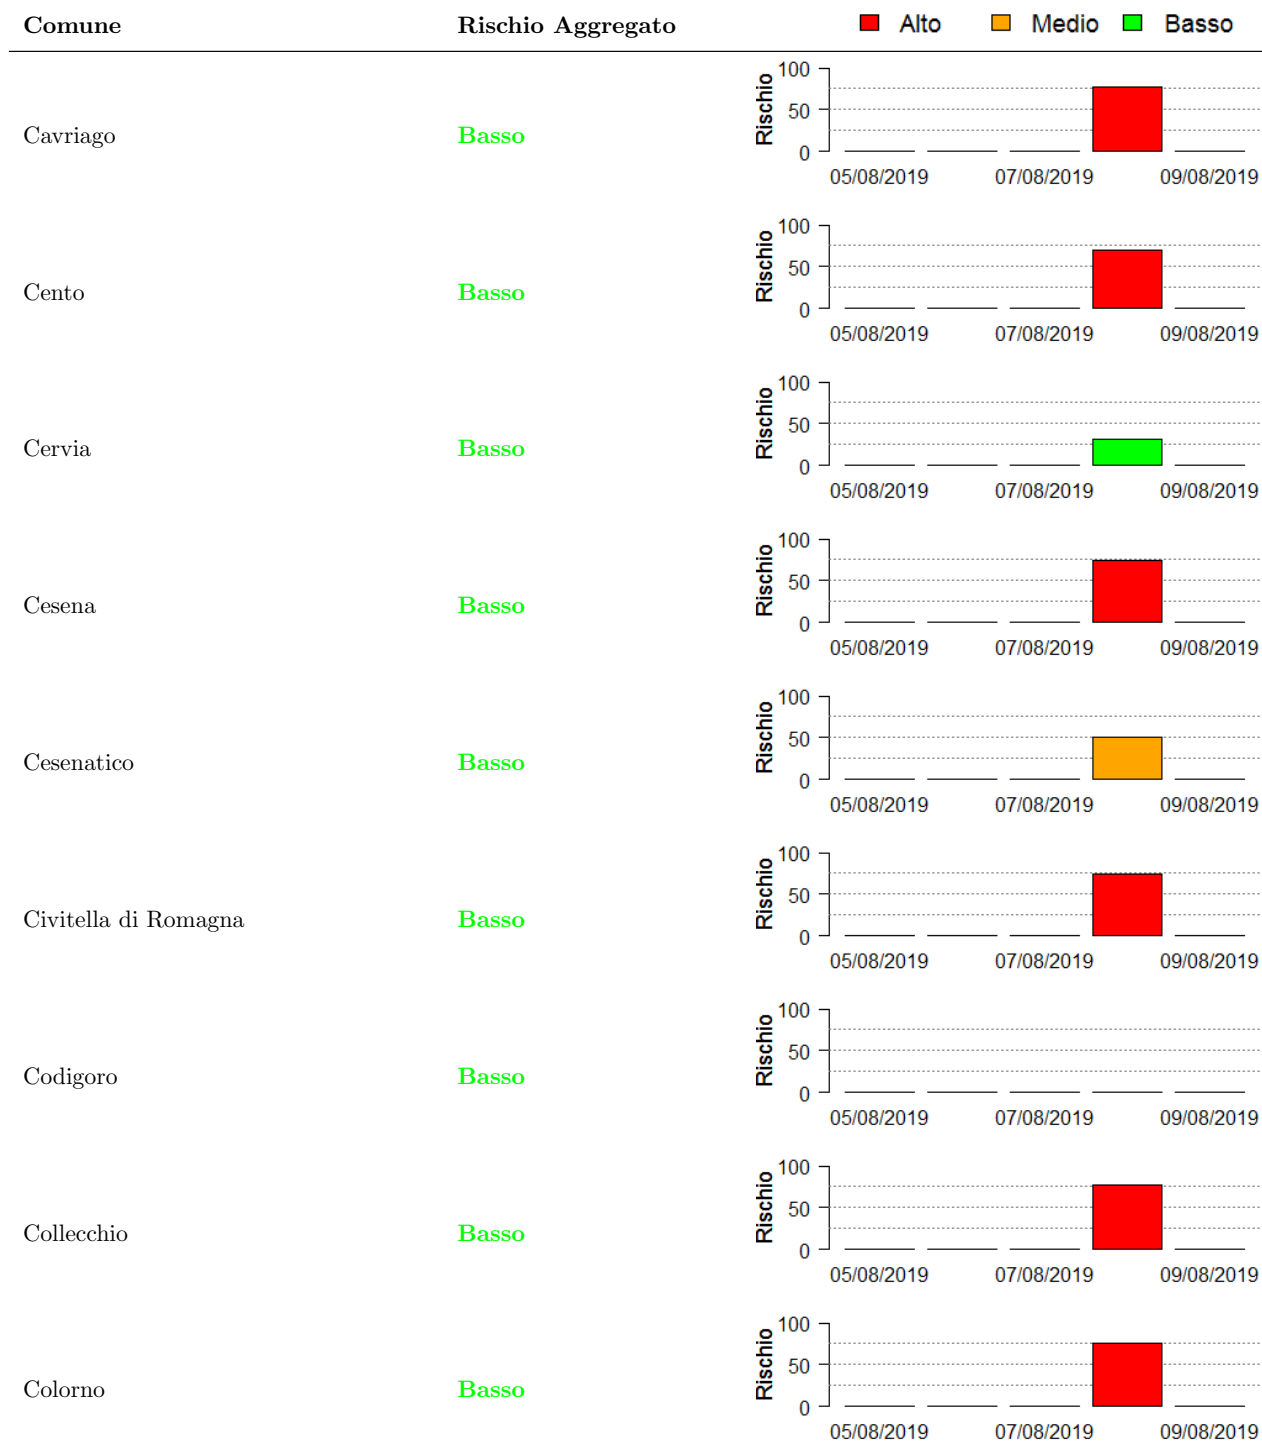 Comune Rischio Aggregato Alto Medio Basso
100
50
0
Rischio
Cavriago Basso
05/08/2019 07/08/2019 09/08/2019
100
50
0
Rischio
Cento Basso
05/08/2019 07/08/2019 09/08/2019
100
50
0
Rischio
Cervia Basso
05/08/2019 07/08/2019 09/08/2019
100
50
0
Rischio
Cesena Basso
05/08/2019 07/08/2019 09/08/2019
100
50
0
Rischio
Cesenatico Basso
05/08/2019 07/08/2019 09/08/2019
100
50
0
Rischio
Civitella di Romagna Basso
05/08/2019 07/08/2019 09/08/2019
100
50
0
Rischio
Codigoro Basso
05/08/2019 07/08/2019 09/08/2019
100
50
0
Rischio
Collecchio Basso
05/08/2019 07/08/2019 09/08/2019
100
50
0
Rischio
Colorno Basso
05/08/2019 07/08/2019 09/08/2019